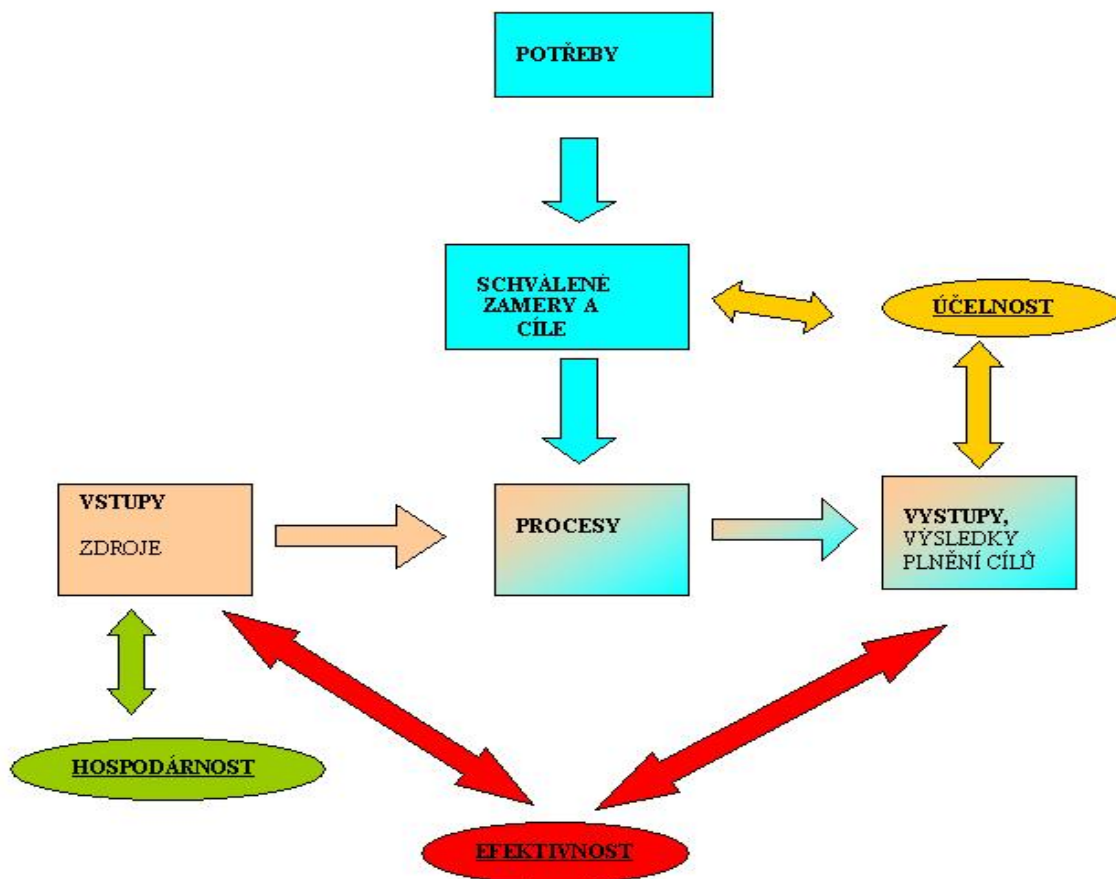 POTŘEBY
SCHVÁLENÉ
ZAMERY A
CÍLE
ÚČELNOST
VSTUPY
ZDROJE
PROCESY
VYSTUPY,
VÝSLEDKY
PLNĚNÍ CÍLŮ
HOSPODÁRNOST
EFEKTIVNOST